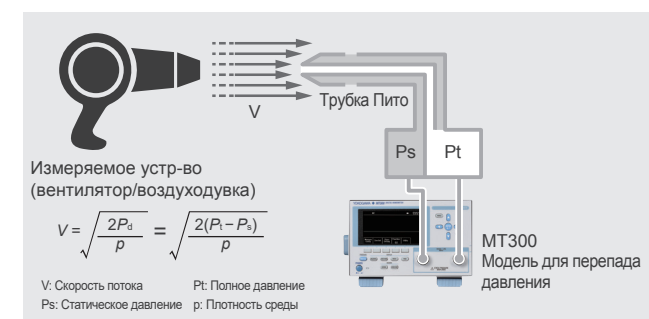 V
Трубка Пито
Ps Pt
Измеряемое устр-во
(вентилятор/воздуходувка)
V = √(2Pd / p) = √(2(Pt – Ps) / p)
MT300
Модель для перепада
давления
V: Скорость потока Pt: Полное давление
Ps: Статическое давление p: Плотность среды